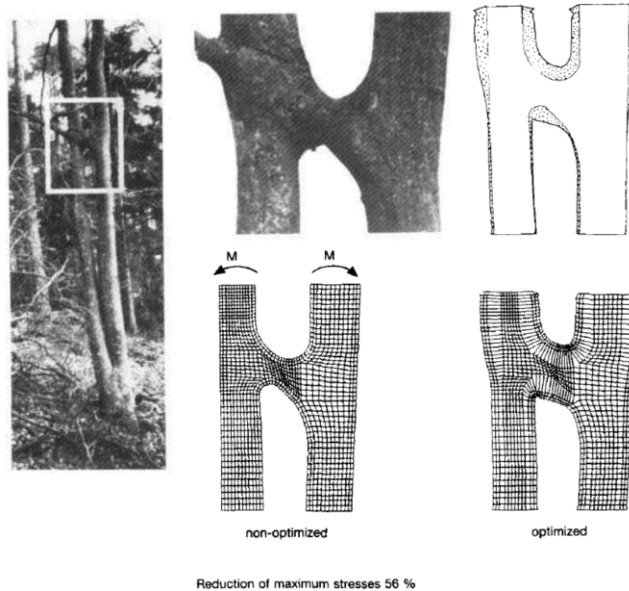 M M
non-optimized
optimized
Reduction of maximum stresses 56 %